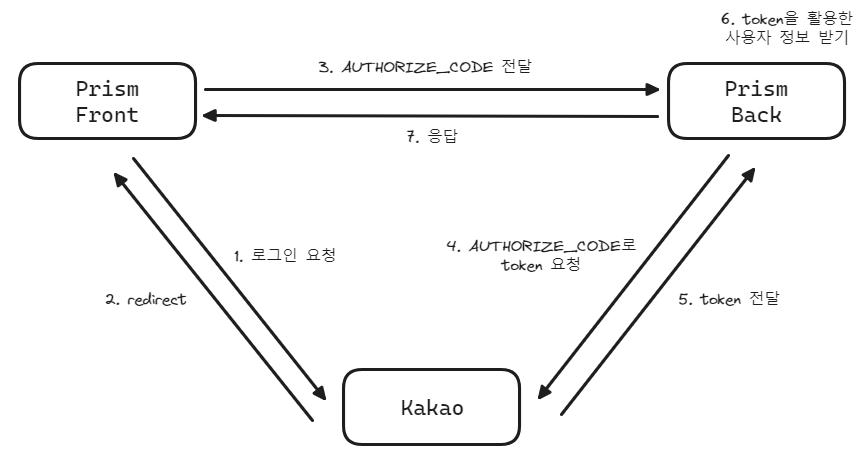 6. token을 활용한
사용자 정보 받기
3. AUTHORIZE_CODE 전달
Prism
Front
Prism
Back
7. 응답
1. 로그인 요청
4. AUTHORIZE_CODE로
token 요청
2. redirect
5. token 전달
Kakao